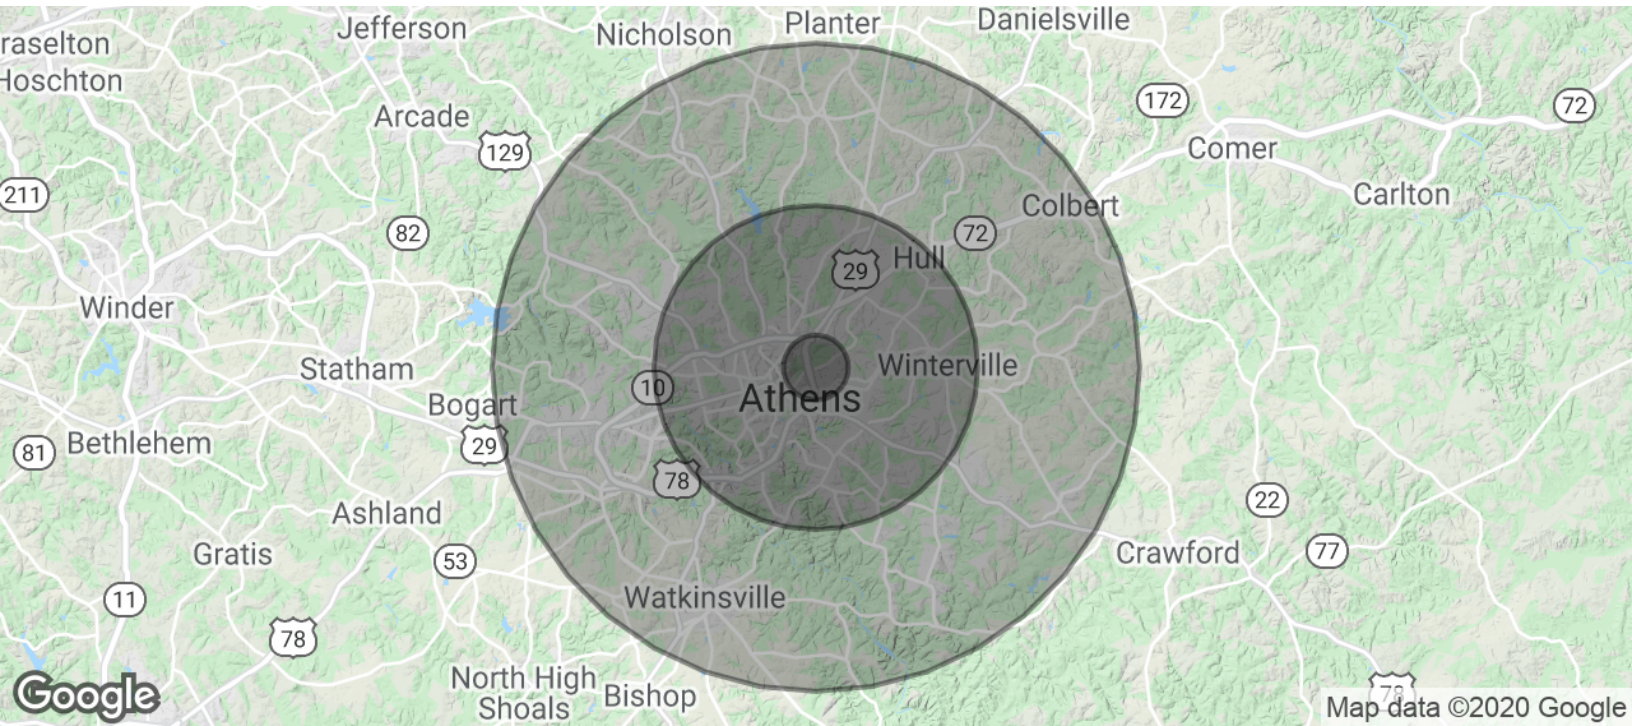 Jefferson
Nicholson
Planter
Danielsville
raselton
Hoschton
Arcade
129
172
72
Comer
Carlton
211
82
Colbert
72
29
Hull
Winder
Statham
10
Athens
Winterville
Bogart
29
81
Bethlehem
78
Ashland
22
Gratis
53
Crawford
77
11
78
Watkinsville
North High
Shoals
Bishop
78
Google
Map data ©2020 Google